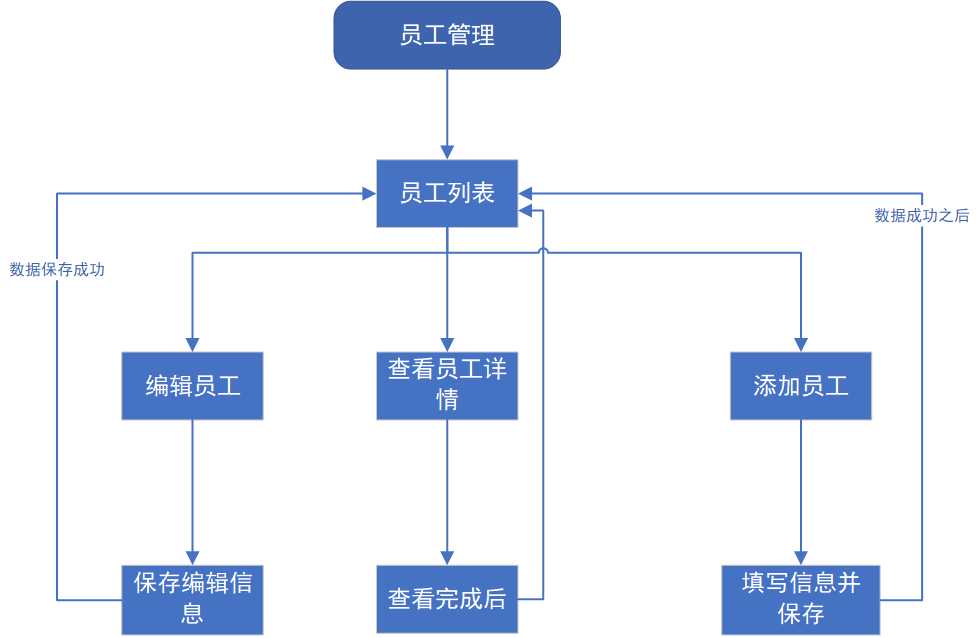 员工管理
员工列表
数据成功之后
数据保存成功
编辑员工
查看员工详
情
添加员工
保存编辑信
息
查看完成后
填写信息并
保存